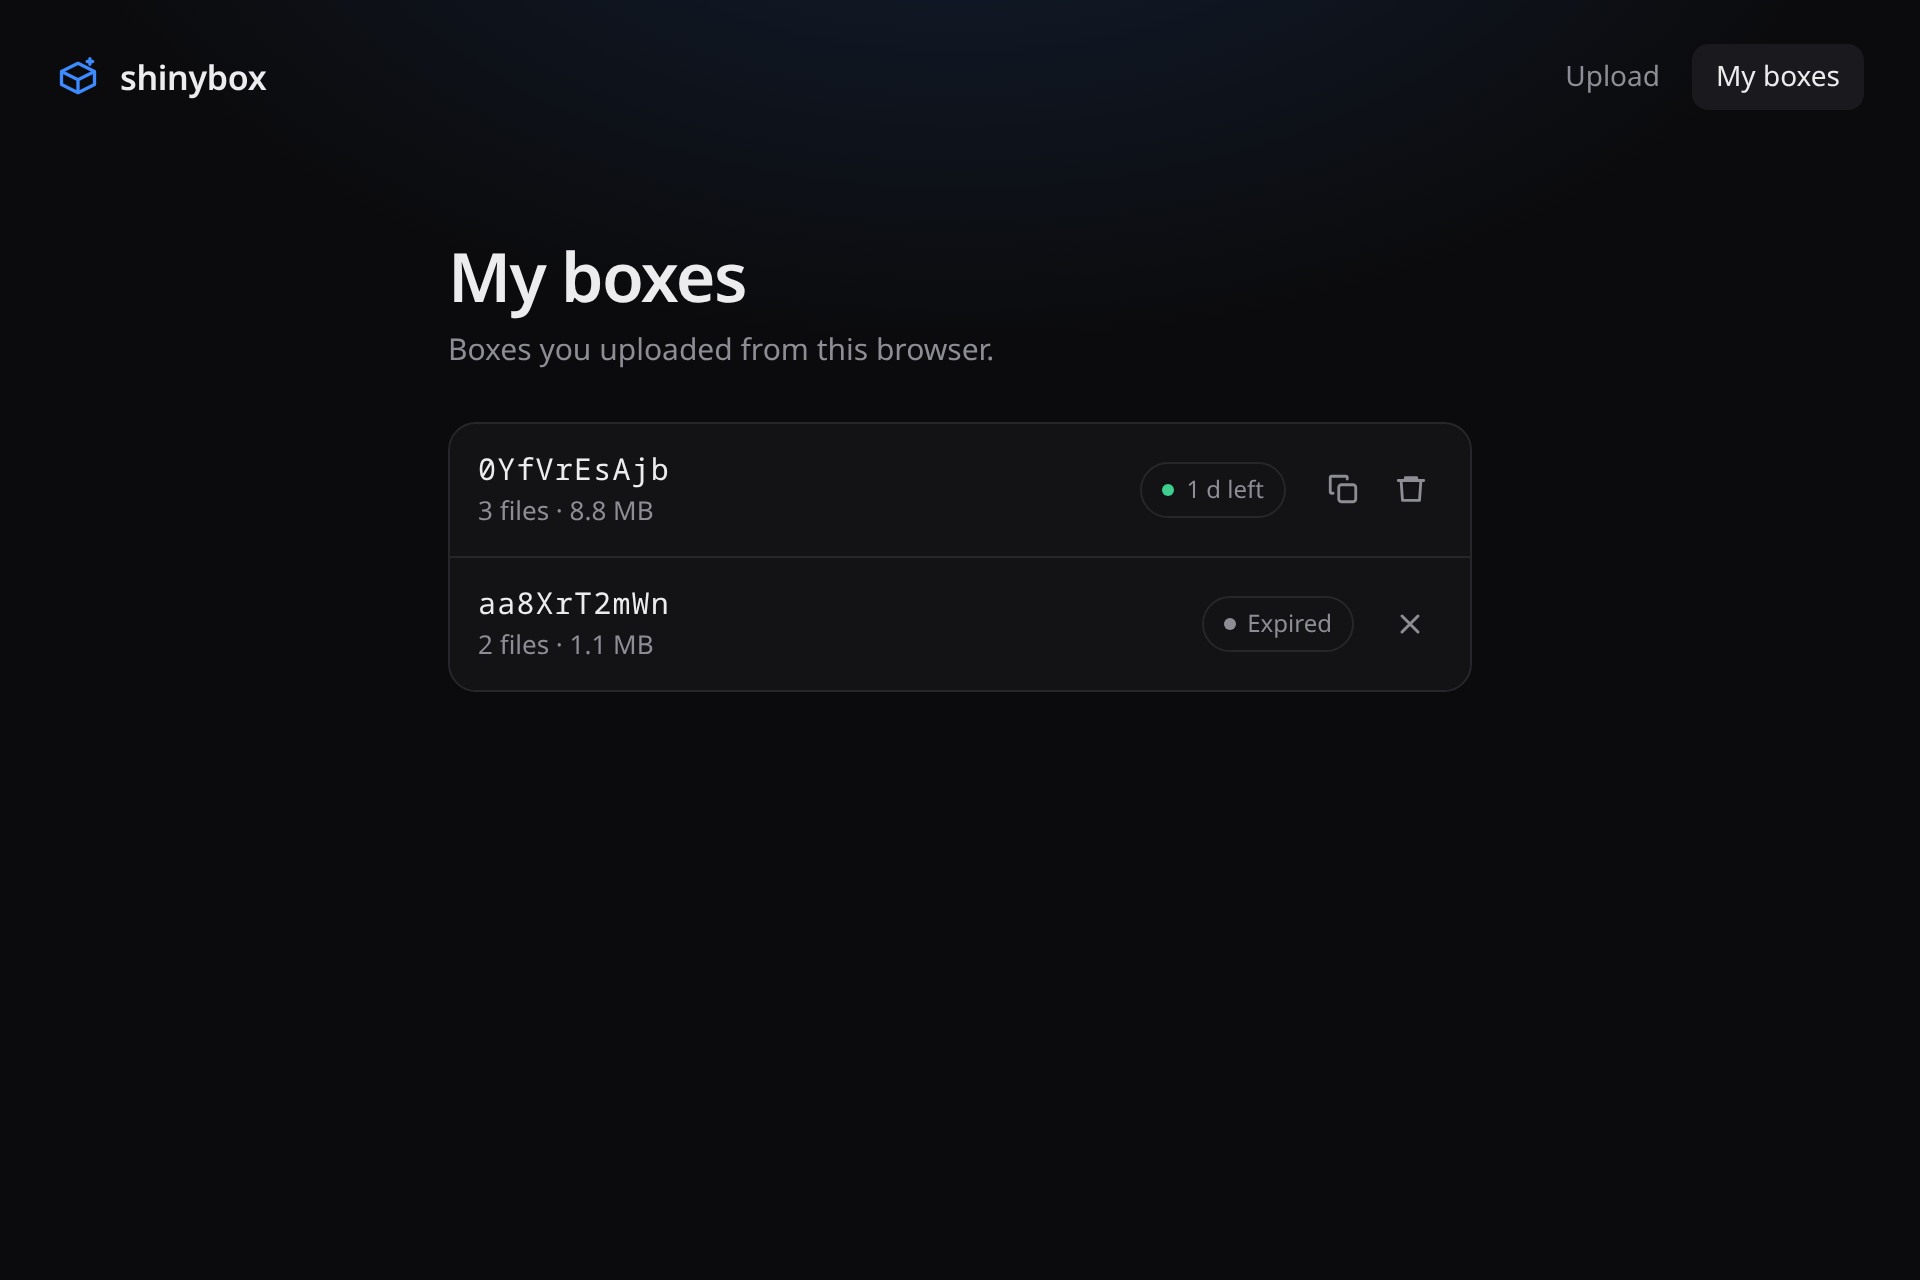 shinybox
Upload
My boxes
My boxes
Boxes you uploaded from this browser.
0YfVrEsAjb
3 files · 8.8 MB
1 d left
aa8XrT2mWn
2 files · 1.1 MB
Expired